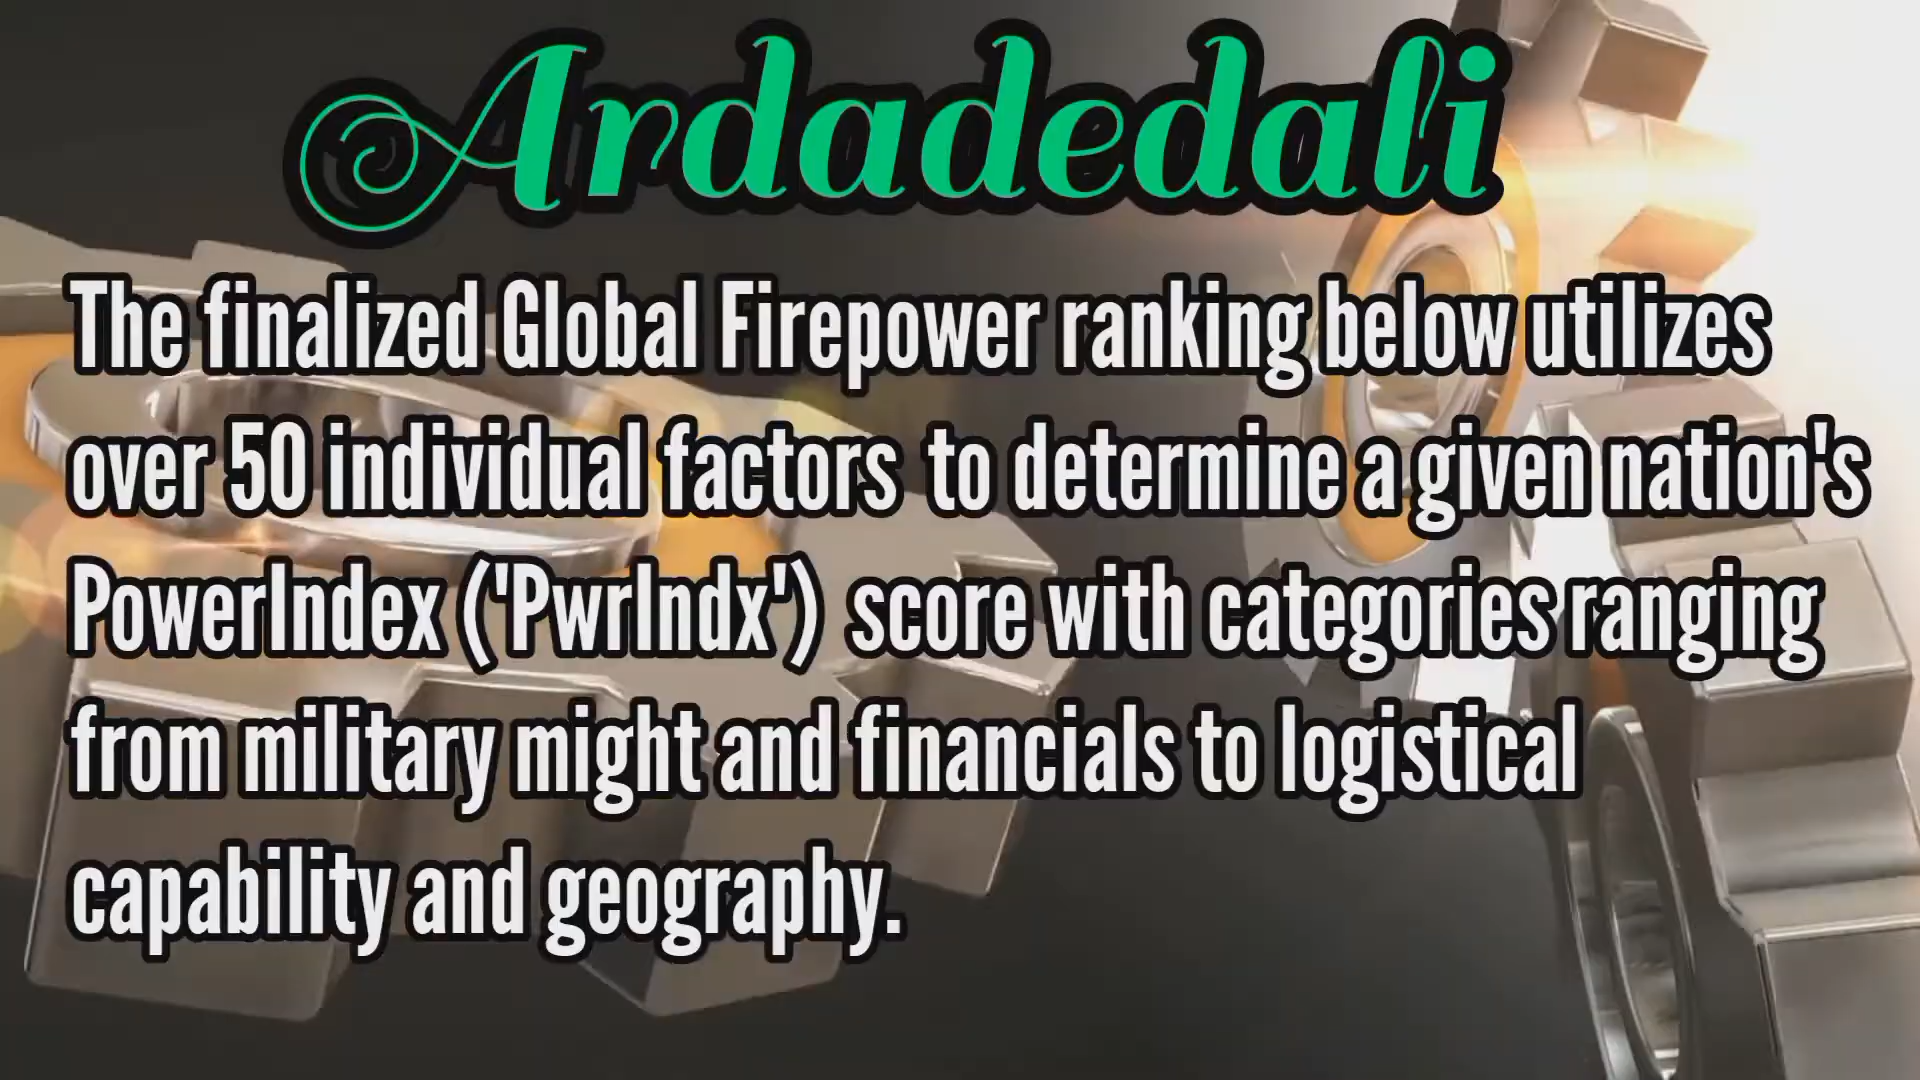 Ardadedali
The finalized Global Firepower ranking below utilizes
over 50 individual factors to determine a given nation's
PowerIndex ('PwrIndx') score with categories ranging
from military might and financials to logistical
capability and geography.